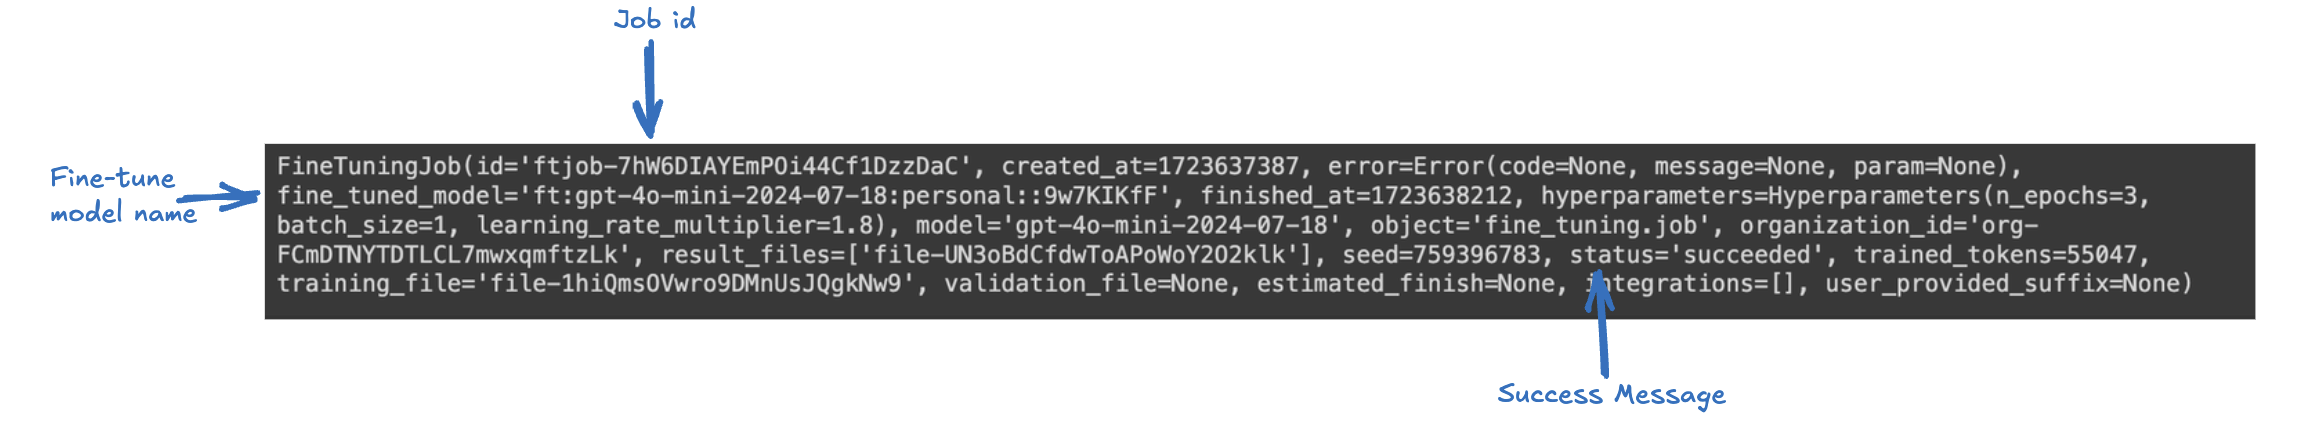 Job id
Fine-tune
model name
FineTuningJob(id='ftjob-7hW6DIAYEmPOi44Cf1DzzDaC', created_at=1723637387, error=Error(code=None, message=None, param=None),
fine_tuned_model='ft:gpt-4o-mini-2024-07-18:personal::9w7KIKfF', finished_at=1723638212, hyperparameters=Hyperparameters(n_epochs=3,
batch_size=1, learning_rate_multiplier=1.8), model='gpt-4o-mini-2024-07-18', object='fine_tuning.job', organization_id='org-
FCmDTNYTDTLCL7mwxqmftzLk', result_files=['file-UN3oBdCfdwToAPoWoY2O2klk'], seed=759396783, status='succeeded', trained_tokens=55047,
training_file='file-1hiQmsOVwro9DMnUsJQgkNw9', validation_file=None, estimated_finish=None, integrations=[], user_provided_suffix=None)
Success Message